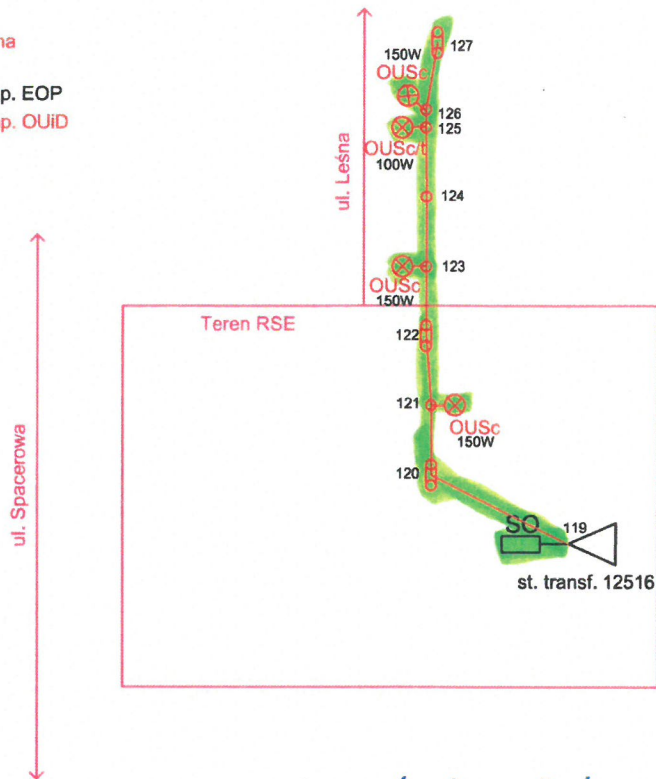 na
p. EOP
p. OUiD
127
150W
OUSc
126
125
OUSc/t
100W
124
ul. Leśna
123
OUSc
150W
Teren RSE
122
121
OUSc
150W
120
ul. Spacerowa
SO
119
st. transf. 12516